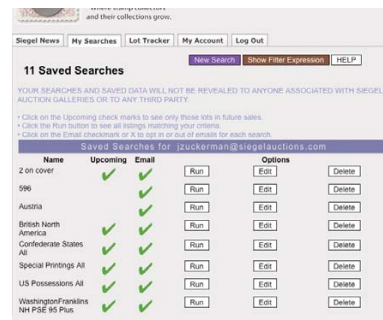 where stamp collectors
and their collections grow.
Siegel News My Searches Lot Tracker My Account Log Out
New Search Show Filter Expression HELP
11 Saved Searches
YOUR SEARCHES AND SAVED DATA WILL NOT BE REVEALED TO ANYONE ASSOCIATED WITH SIEGEL
AUCTION GALLERIES OR TO ANY THIRD PARTY.
• Click on the Upcoming check marks to see only those lots in future sales.
• Click the Run button to see all listings matching your criteria.
• Click on the Email checkmark or X to opt in or out of emails for each search.
Saved Searches for jzuckerman@siegelauctions.com
Name Upcoming Email Options
2 on cover Run Edit Delete
596 Run Edit Delete
Austria Run Edit Delete
British North
America Run Edit Delete
Confederate States
All Run Edit Delete
Special Printings All Run Edit Delete
US Possessions All Run Edit Delete
WashingtonFranklins
NH PSE 95 Plus Run Edit Delete